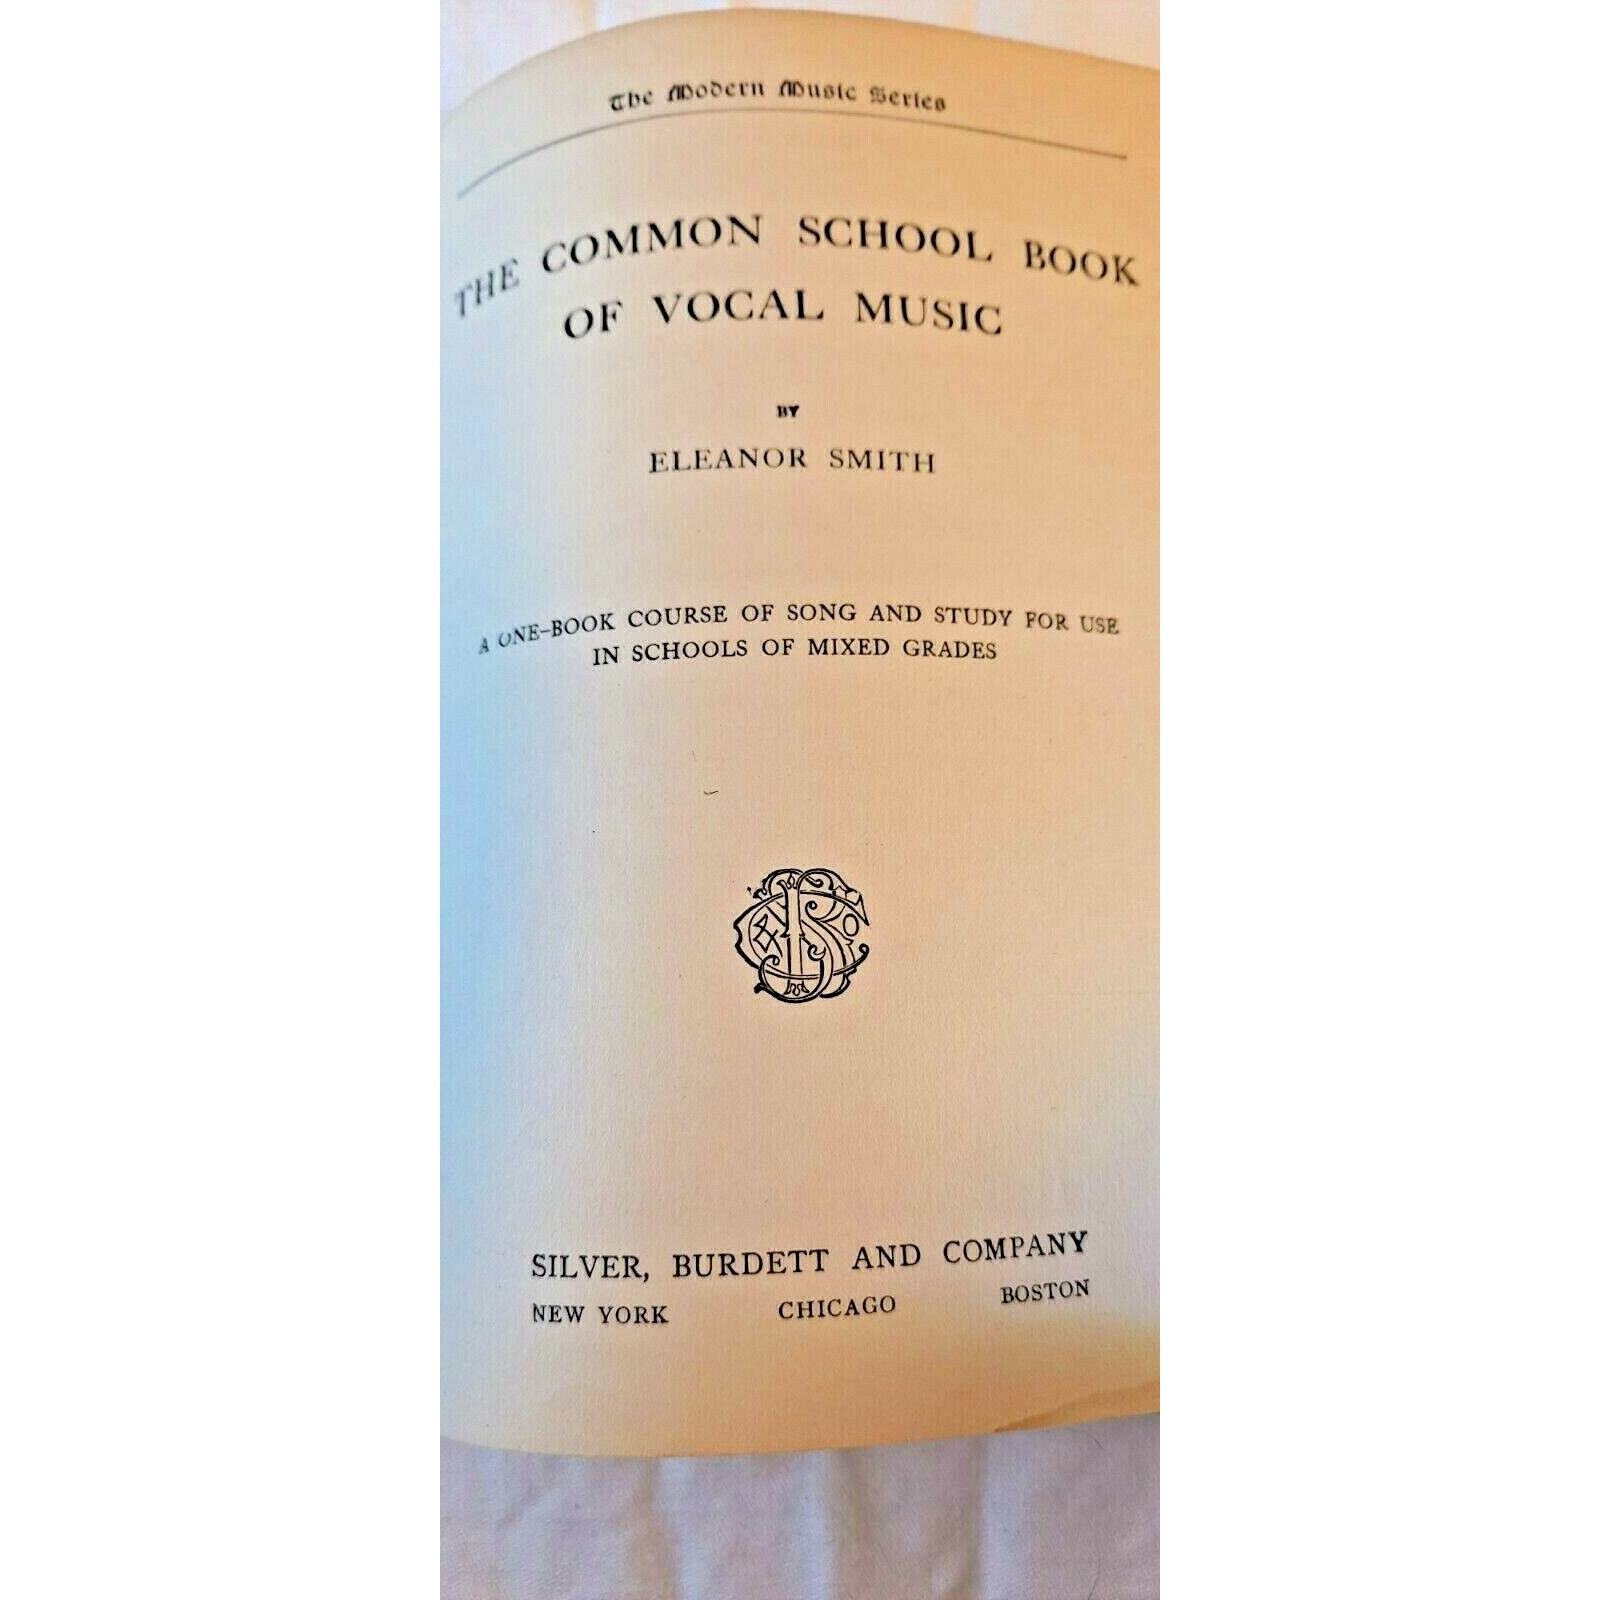 The Modern Music Series
THE COMMON SCHOOL BOOK
OF VOCAL MUSIC
BY
ELEANOR SMITH
A ONE-BOOK COURSE OF SONG AND STUDY FOR USE
IN SCHOOLS OF MIXED GRADES
SILVER, BURDETT AND COMPANY
NEW YORK CHICAGO BOSTON